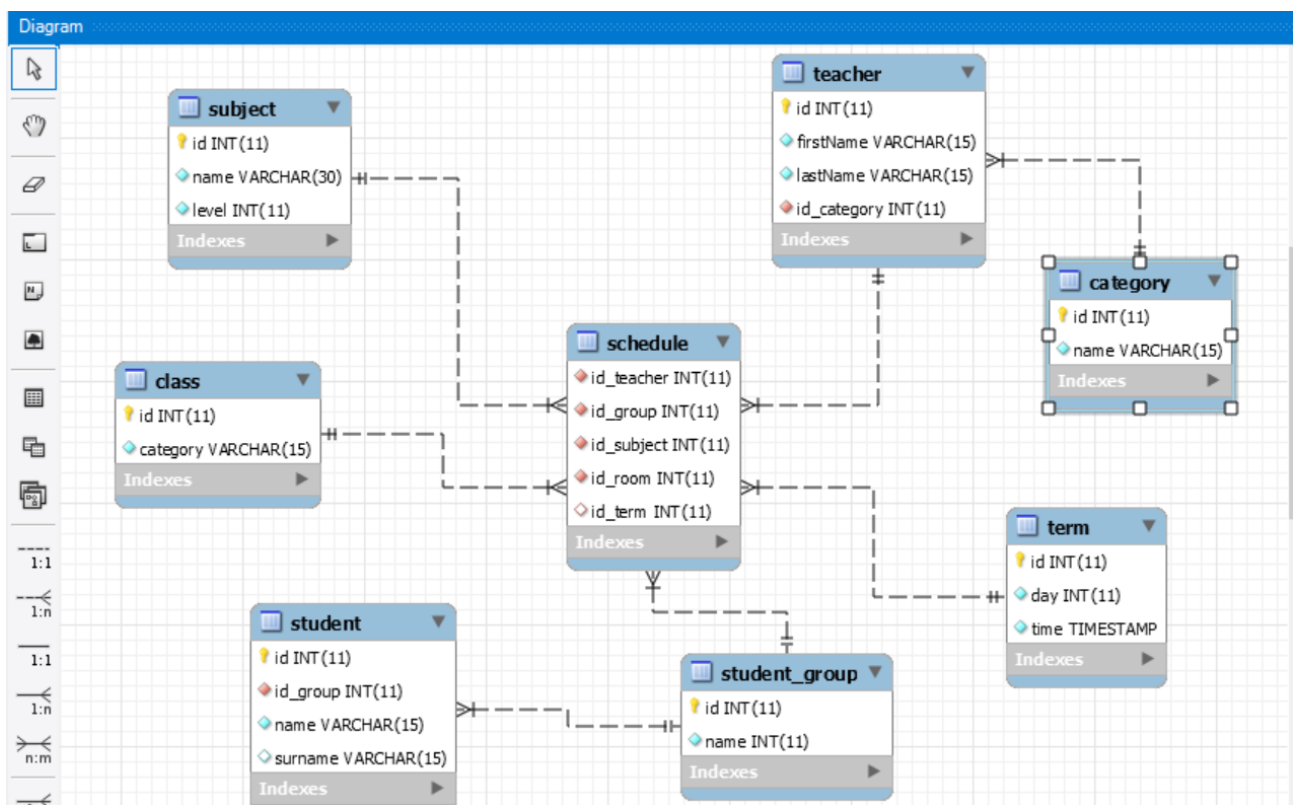 Diagram
subject
id INT(11)
name VARCHAR(30)
level INT(11)
Indexes
teacher
id INT(11)
firstName VARCHAR(15)
lastName VARCHAR(15)
id_category INT(11)
Indexes
category
id INT(11)
name VARCHAR(15)
Indexes
class
id INT(11)
category VARCHAR(15)
Indexes
schedule
id_teacher INT(11)
id_group INT(11)
id_subject INT(11)
id_room INT(11)
id_term INT(11)
Indexes
term
id INT(11)
day INT(11)
time TIMESTAMP
Indexes
student
id INT(11)
id_group INT(11)
name VARCHAR(15)
surname VARCHAR(15)
Indexes
student_group
id INT(11)
name INT(11)
Indexes
1:1
1:n
1:1
1:n
n:m